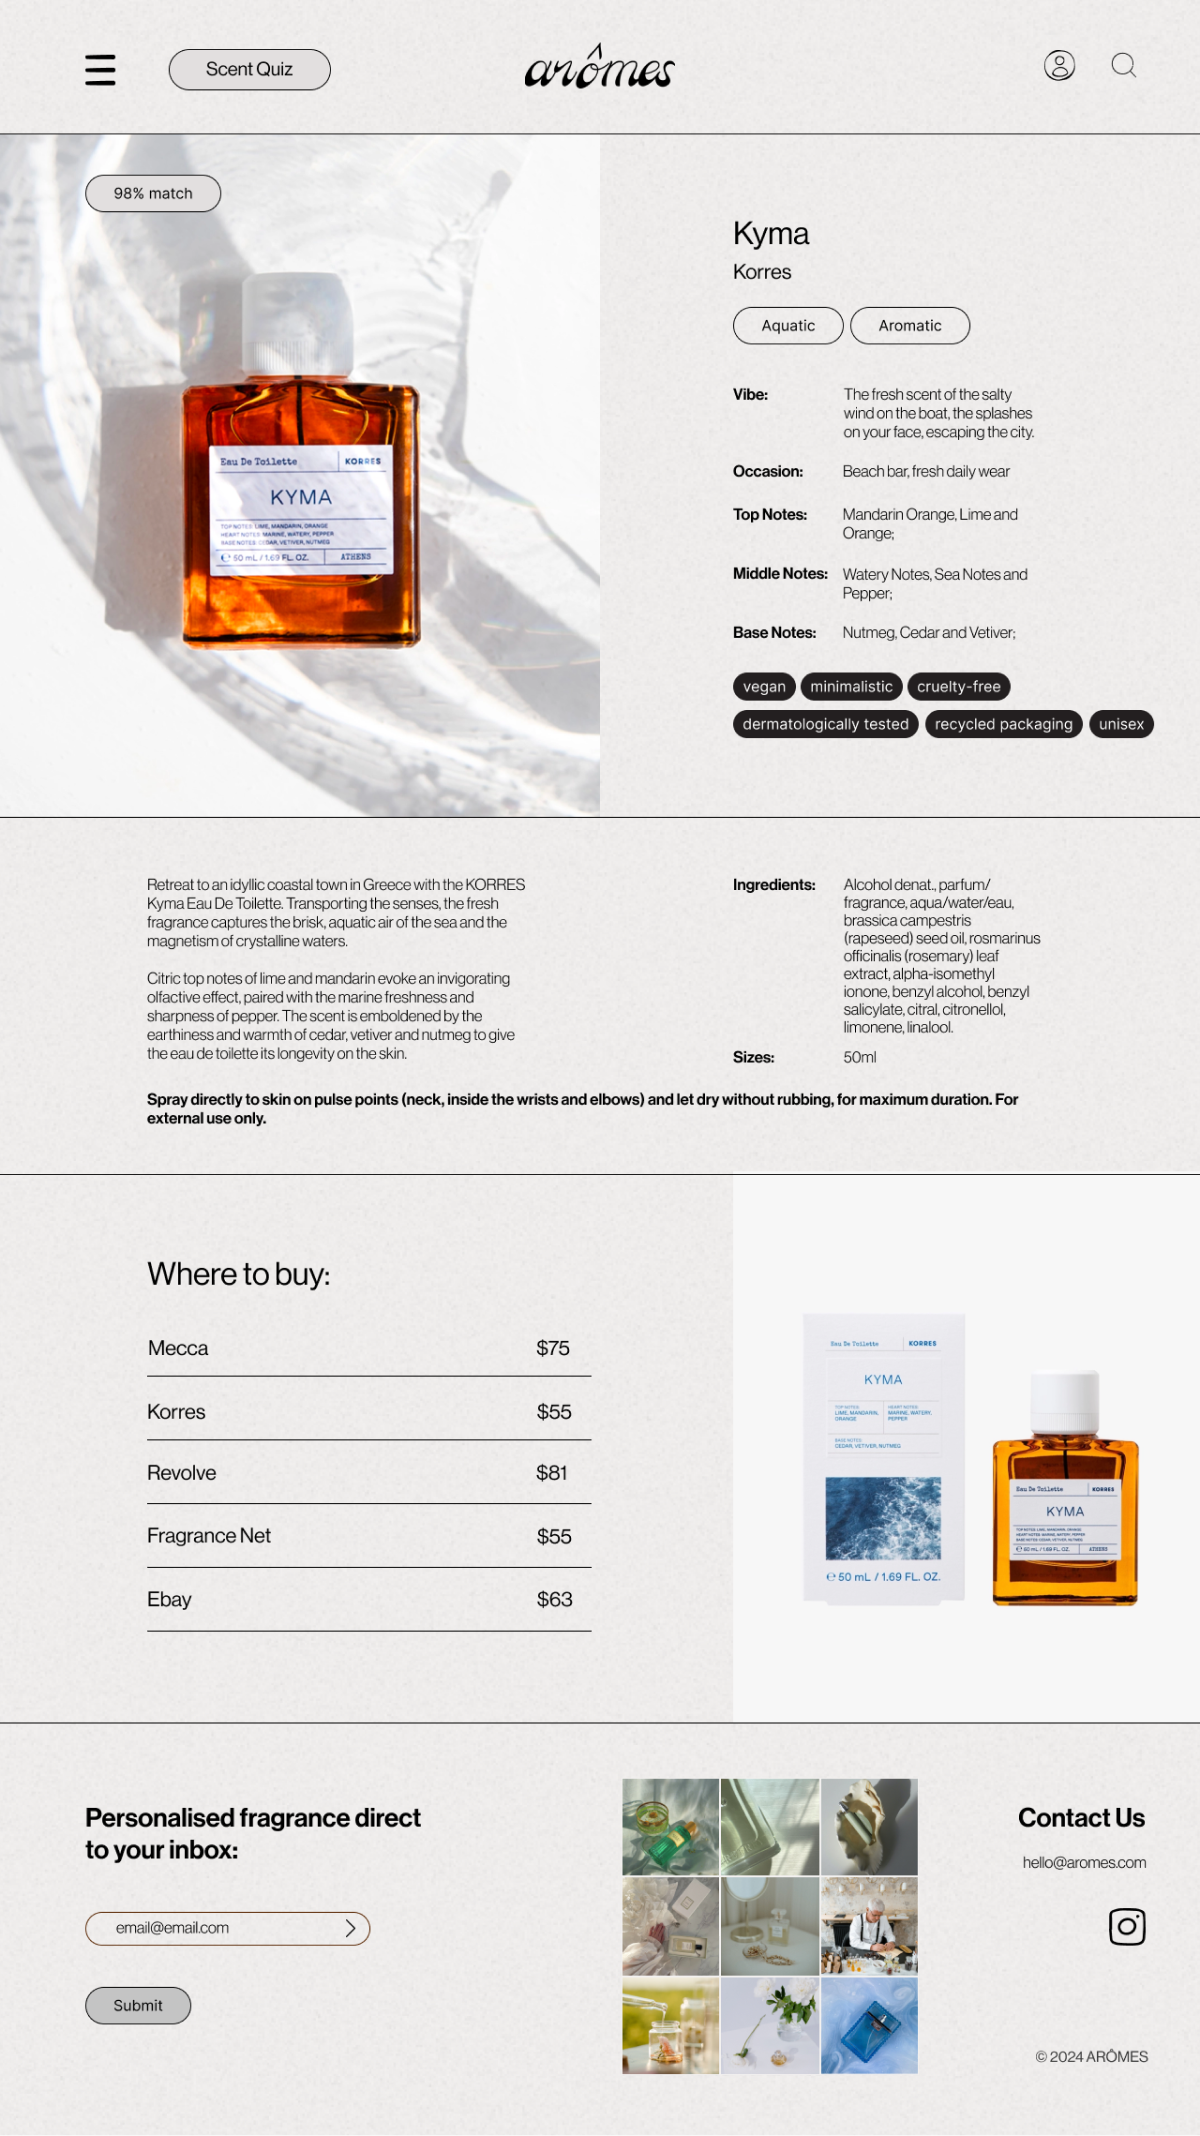 Scent Quiz
arômes
98% match
Eau De Toilette KORRES
KYMA
TOP NOTES: LIME, MANDARIN, ORANGE
HEART NOTES: MARINE, WATERY, PEPPER
BASE NOTES: CEDAR, VETIVER, NUTMEG
℮ 50 mL / 1.69 FL. OZ. ATHENS
Kyma
Korres
Aquatic Aromatic
Vibe: The fresh scent of the salty
wind on the boat, the splashes
on your face, escaping the city.
Occasion: Beach bar, fresh daily wear
Top Notes: Mandarin Orange, Lime and
Orange;
Middle Notes: Watery Notes, Sea Notes and
Pepper;
Base Notes: Nutmeg, Cedar and Vetiver;
vegan minimalistic cruelty-free
dermatologically tested recycled packaging unisex
Retreat to an idyllic coastal town in Greece with the KORRES
Kyma Eau De Toilette. Transporting the senses, the fresh
fragrance captures the brisk, aquatic air of the sea and the
magnetism of crystalline waters.
Citric top notes of lime and mandarin evoke an invigorating
olfactive effect, paired with the marine freshness and
sharpness of pepper. The scent is emboldened by the
earthiness and warmth of cedar, vetiver and nutmeg to give
the eau de toilette its longevity on the skin.
Ingredients: Alcohol denat., parfum/
fragrance, aqua/water/eau,
brassica campestris
(rapeseed) seed oil, rosmarinus
officinalis (rosemary) leaf
extract, alpha-isomethyl
ionone, benzyl alcohol, benzyl
salicylate, citral, citronellol,
limonene, linalool.
Sizes: 50ml
Spray directly to skin on pulse points (neck, inside the wrists and elbows) and let dry without rubbing, for maximum duration. For
external use only.
Where to buy:
Mecca $75
Korres $55
Revolve $81
Fragrance Net $55
Ebay $63
Eau De Toilette KORRES
KYMA
TOP NOTES: HEART NOTES:
LIME, MANDARIN, MARINE, WATERY,
ORANGE PEPPER
BASE NOTES:
CEDAR, VETIVER, NUTMEG
℮ 50 mL / 1.69 FL. OZ.
Eau De Toilette KORRES
KYMA
TOP NOTES: LIME, MANDARIN, ORANGE
HEART NOTES: MARINE, WATERY, PEPPER
BASE NOTES: CEDAR, VETIVER, NUTMEG
℮ 50 mL / 1.69 FL. OZ. ATHENS
Personalised fragrance direct
to your inbox:
email@email.com
Submit
Contact Us
hello@aromes.com
© 2024 ARÔMES